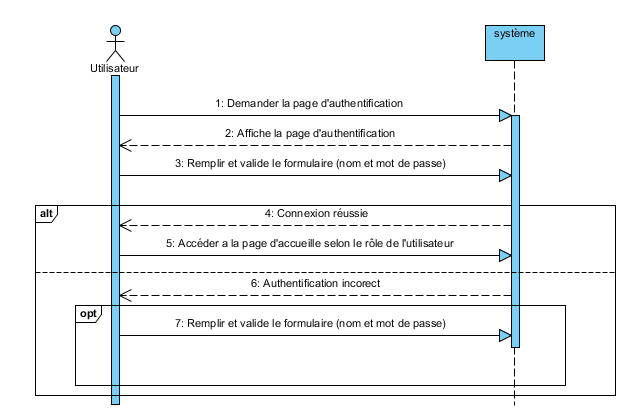 système
Utilisateur
1: Demander la page d'authentification
2: Affiche la page d'authentification
3: Remplir et valide le formulaire (nom et mot de passe)
alt
4: Connexion réussie
5: Accéder a la page d'accueille selon le rôle de l'utilisateur
6: Authentification incorect
opt
7: Remplir et valide le formulaire (nom et mot de passe)